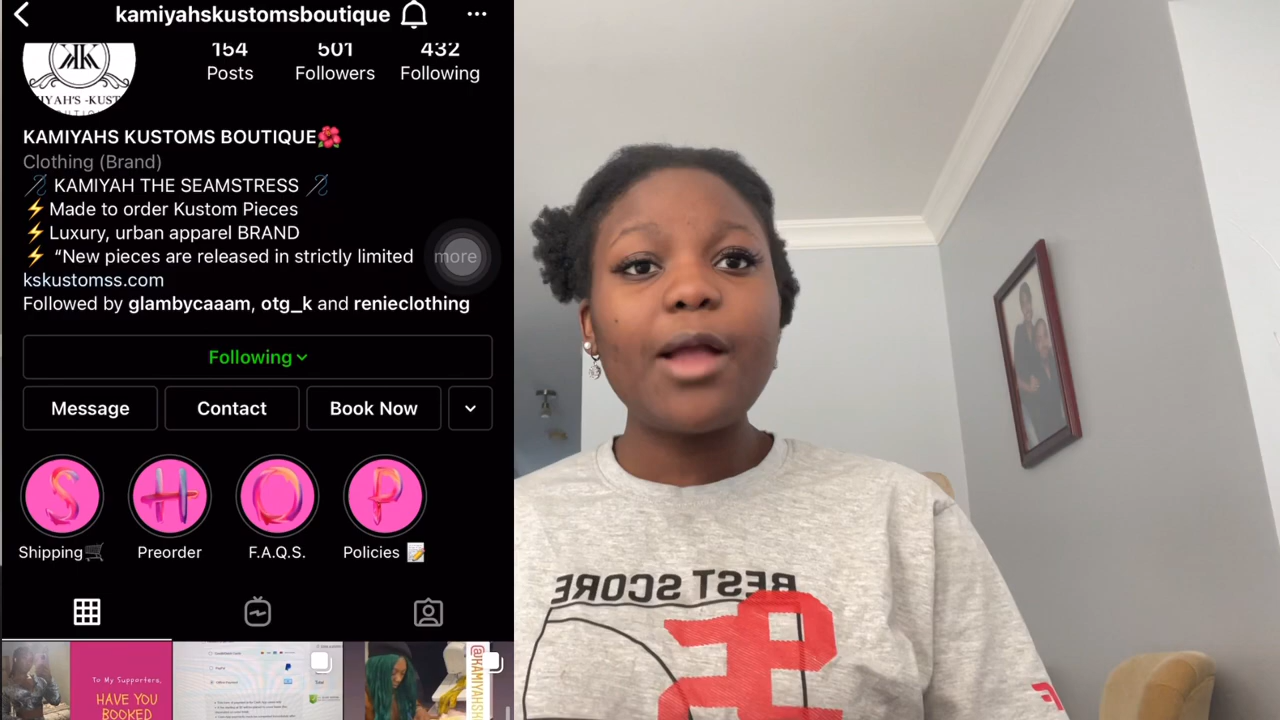 kamiyahskustomsboutique
154
501
432
Posts
Followers
Following
KK
KAMIYAHS KUSTOMS BOUTIQUE🌺
Clothing (Brand)
🪡 KAMIYAH THE SEAMSTRESS 🪡
⚡️Made to order Kustom Pieces
⚡️Luxury, urban apparel BRAND
⚡️ “New pieces are released in strictly limited
more
kskustomss.com
Followed by glambycaaam, otg_k and renieclothing
Following
Message
Contact
Book Now
S
H
O
P
Shipping🛒
Preorder
F.A.Q.S.
Policies 📝
To My Supporters,
HAVE YOU
BOOKED
BEST SCORE